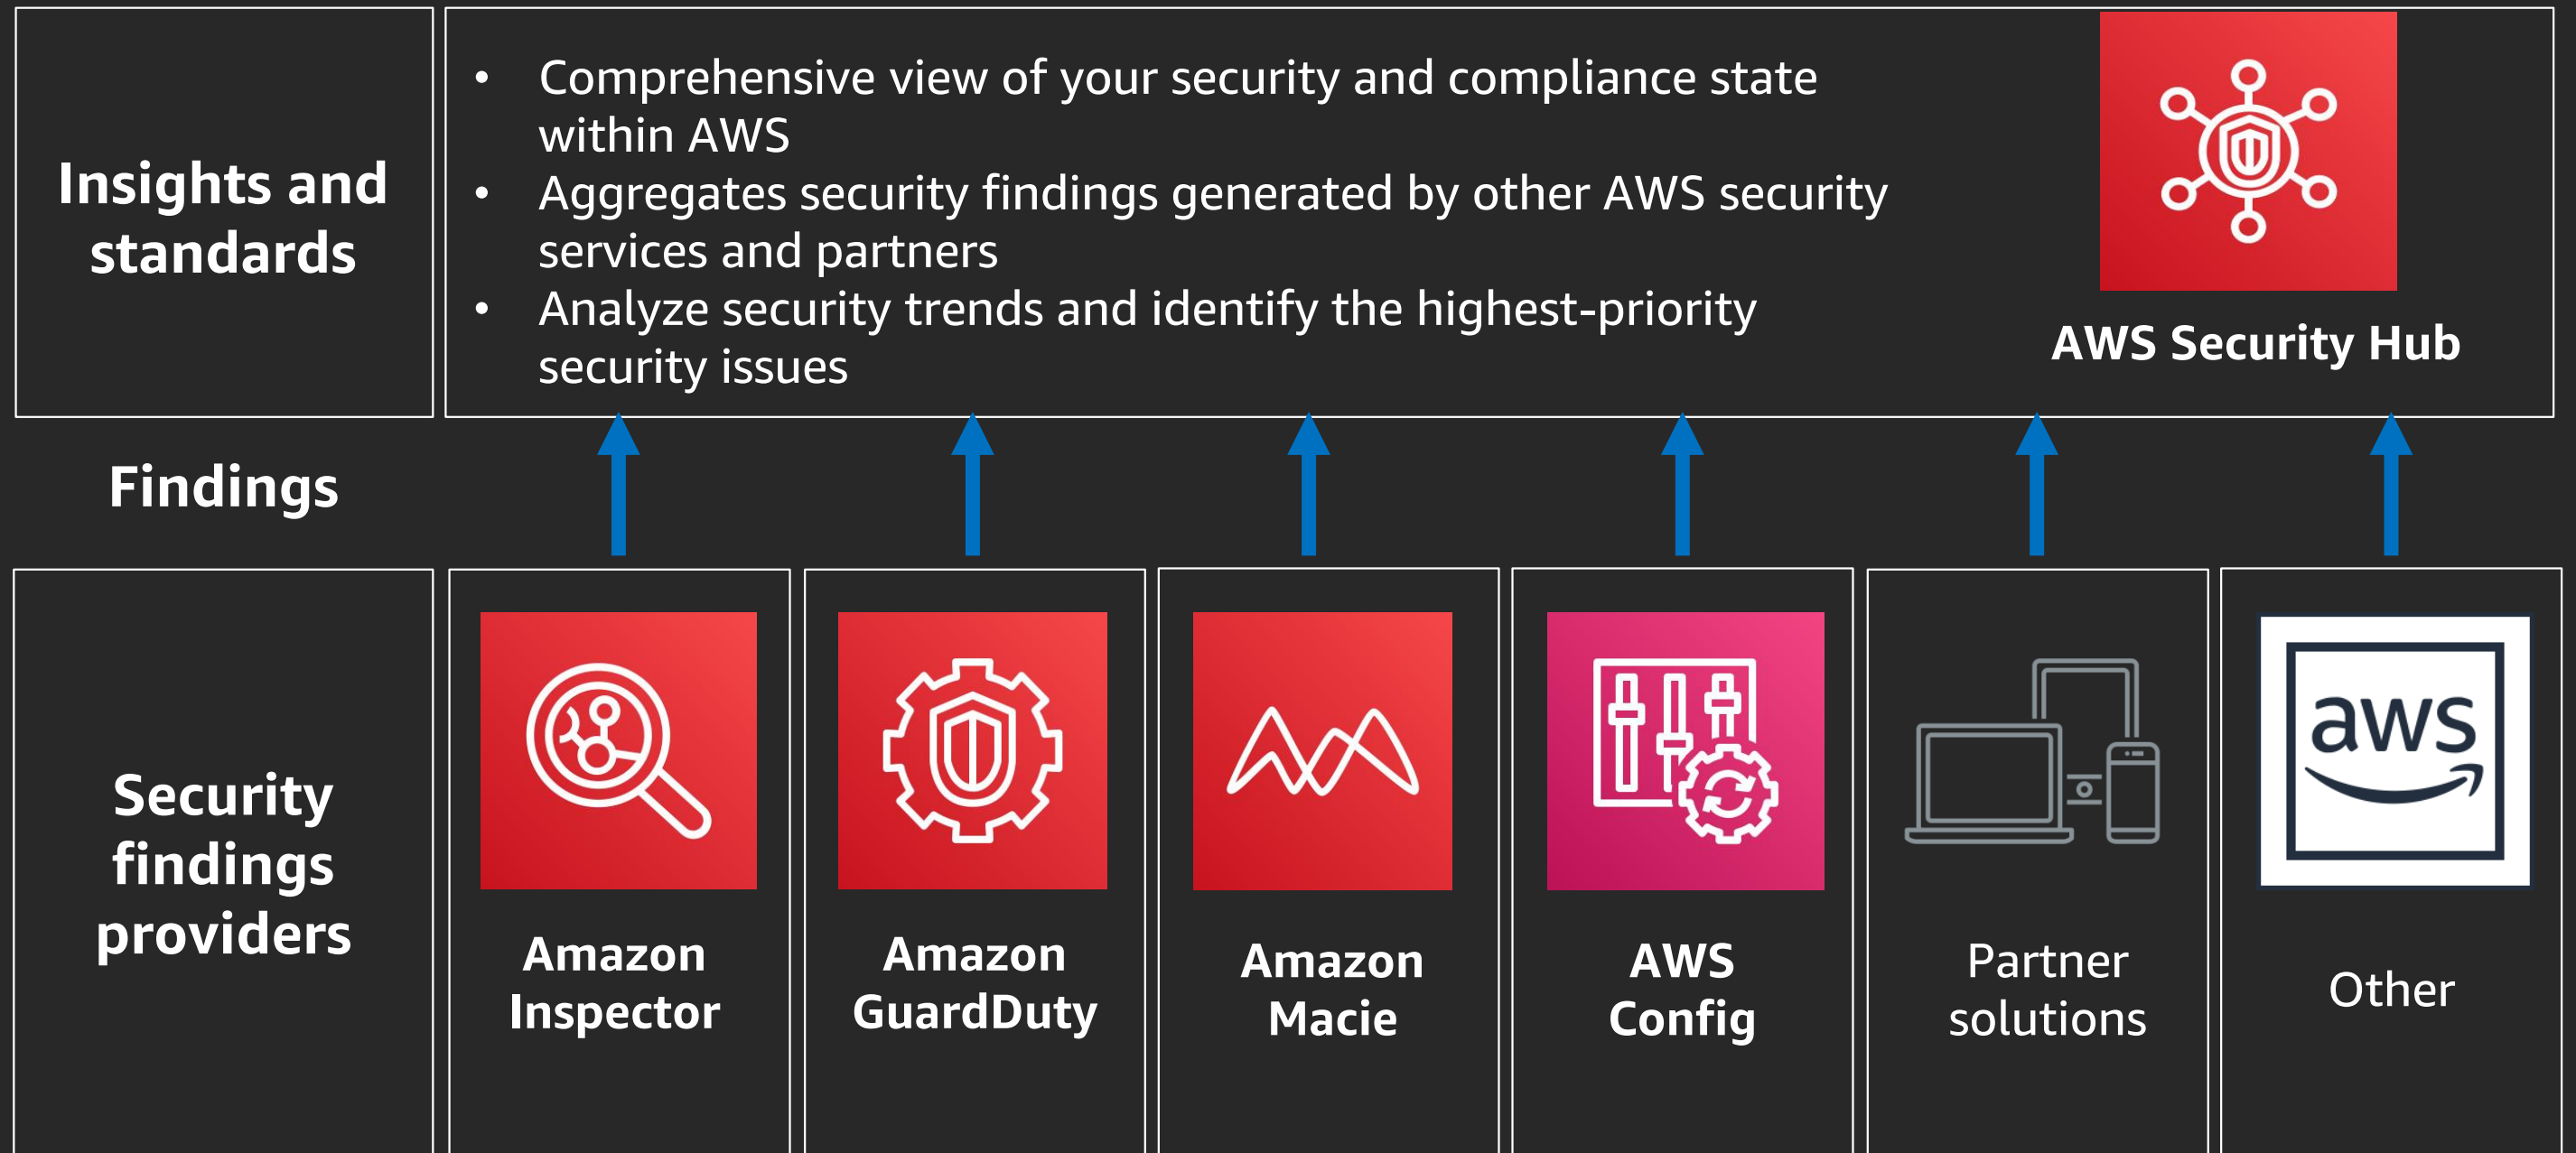 Insights and
standards
• Comprehensive view of your security and compliance state
within AWS
• Aggregates security findings generated by other AWS security
services and partners
• Analyze security trends and identify the highest-priority
security issues
AWS Security Hub
Findings
Security
findings
providers
Amazon
Inspector
Amazon
GuardDuty
Amazon
Macie
AWS
Config
Partner
solutions
aws
Other